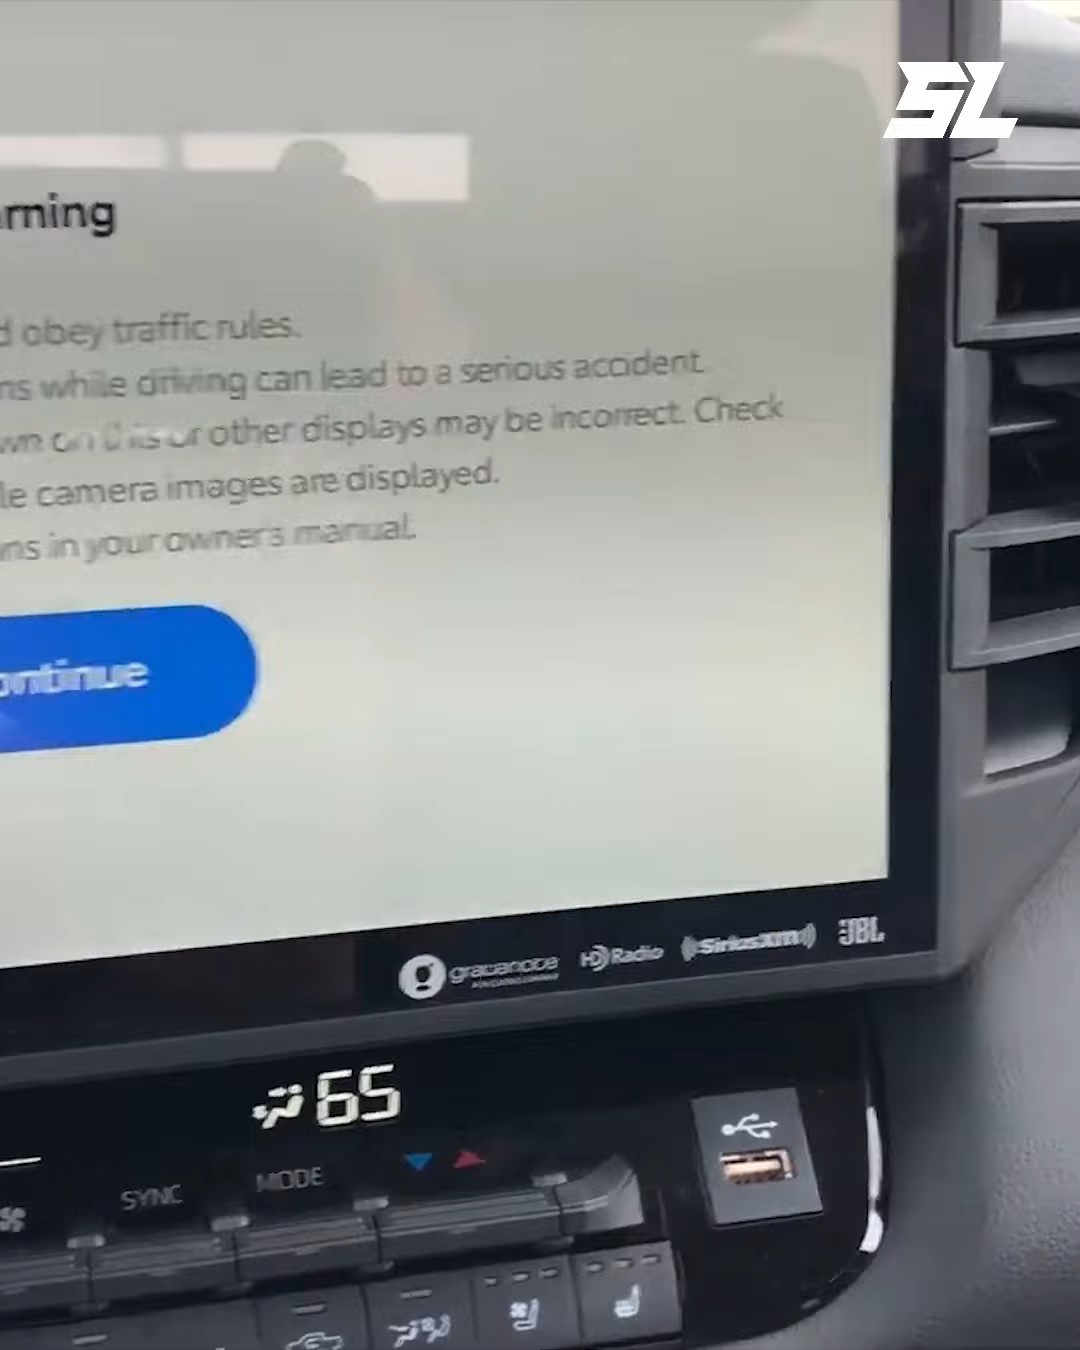 SL
rning
d obey traffic rules.
ns while driving can lead to a serious accident.
wn on this or other displays may be incorrect. Check
le camera images are displayed.
ns in your owner's manual.
ontinue
gracenote
HD Radio
SiriusXM
JBL
65
SYNC
MODE